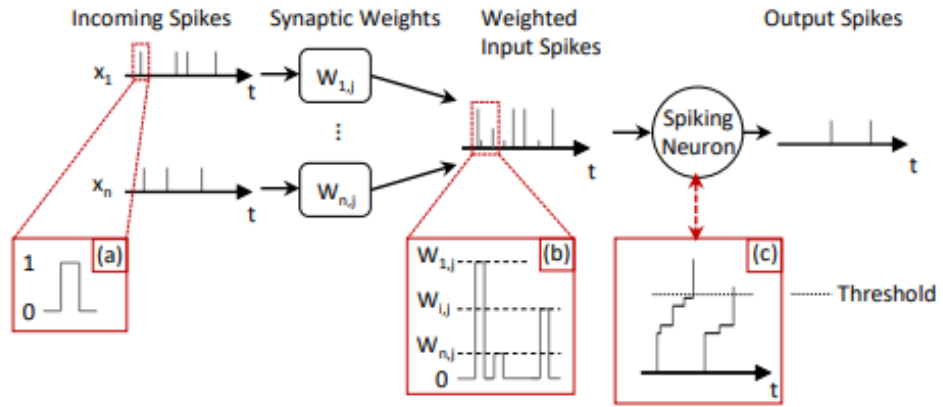 Incoming Spikes
Synaptic Weights
Weighted
Input Spikes
Output Spikes
x1
t
W1,j
...
xn
t
Wn,j
t
Spiking
Neuron
t
(a)
1
0
(b)
W1,j
Wi,j
Wn,j
0
(c)
t
Threshold